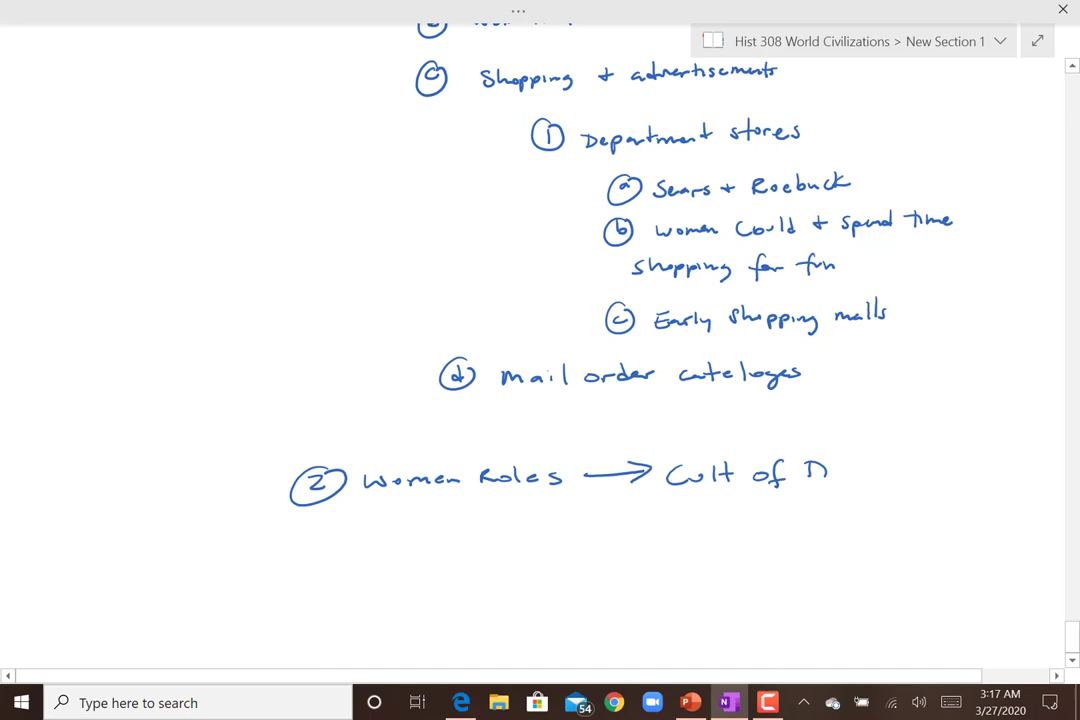 Hist 308 World Civilizations > New Section 1
c Shopping + advertisements
1 Department stores
a Sears + Roebuck
b women could + spend time
shopping for fun
c Early shopping malls
d Mail order cateloges
2 Women Roles → Cult of D
Type here to search
54
3:17 AM
3/27/2020